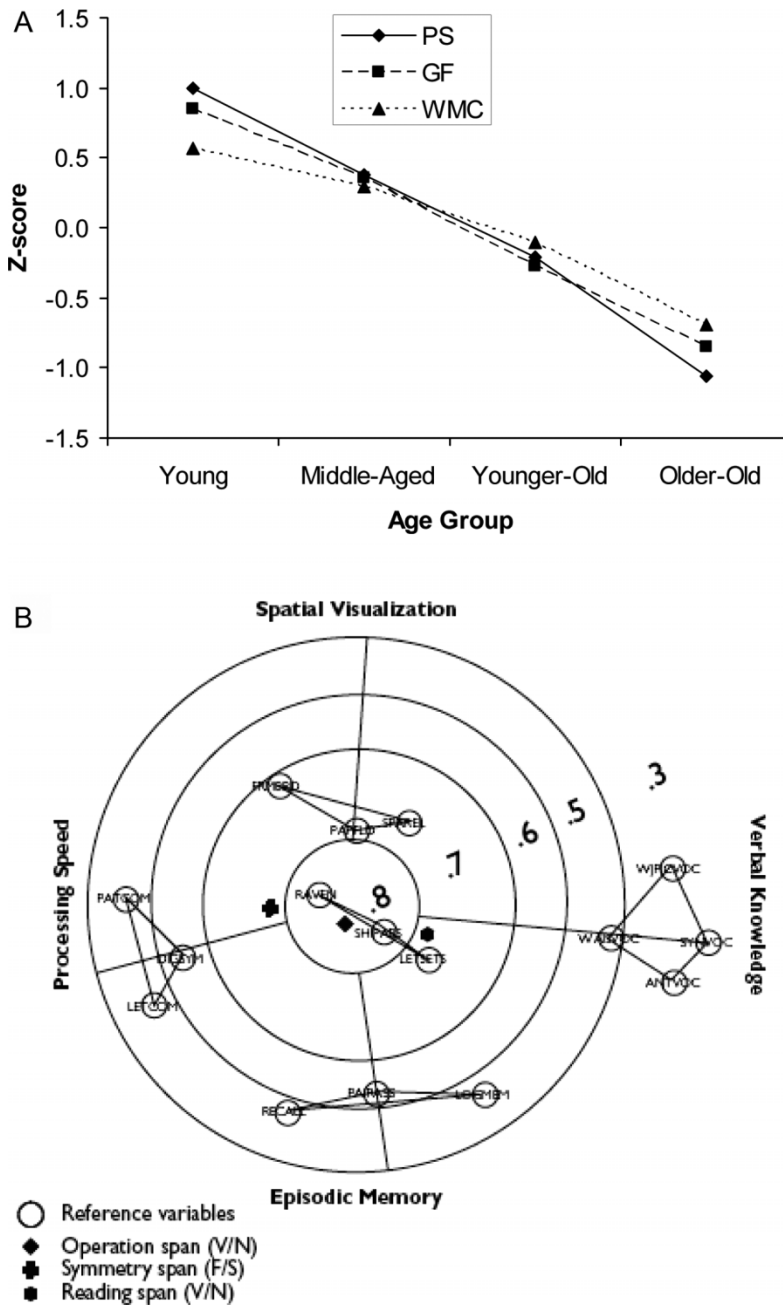 A
PS
GF
WMC
1.5
1.0
0.5
0.0
-0.5
-1.0
-1.5
Z-score
Young Middle-Aged Younger-Old Older-Old
Age Group
B
Spatial Visualization
.3
.5
.6
.7
.8
PAPFLD
SPAREL
RAVEN
SHIPASS
LETSETS
PATCOM
DIGSYM
LETCOM
WJPCVOC
SYNVOC
ANTVOC
PAIRASS
RECALL
LOGMEM
Processing Speed
Verbal Knowledge
Episodic Memory
Reference variables
Operation span (V/N)
Symmetry span (F/S)
Reading span (V/N)